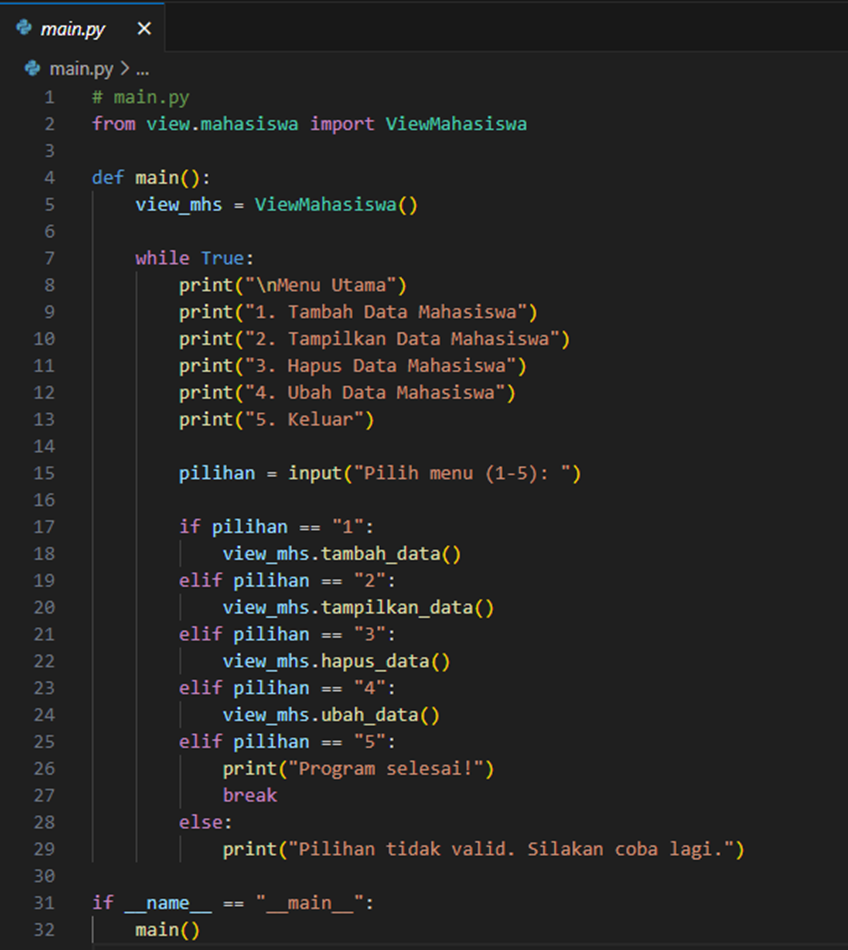 main.py ✕
main.py > ...
1 # main.py
2 from view.mahasiswa import ViewMahasiswa
3
4 def main():
5     view_mhs = ViewMahasiswa()
6
7     while True:
8         print("\nMenu Utama")
9         print("1. Tambah Data Mahasiswa")
10         print("2. Tampilkan Data Mahasiswa")
11         print("3. Hapus Data Mahasiswa")
12         print("4. Ubah Data Mahasiswa")
13         print("5. Keluar")
14
15         pilihan = input("Pilih menu (1-5): ")
16
17         if pilihan == "1":
18             view_mhs.tambah_data()
19         elif pilihan == "2":
20             view_mhs.tampilkan_data()
21         elif pilihan == "3":
22             view_mhs.hapus_data()
23         elif pilihan == "4":
24             view_mhs.ubah_data()
25         elif pilihan == "5":
26             print("Program selesai!")
27             break
28         else:
29             print("Pilihan tidak valid. Silakan coba lagi.")
30
31 if __name__ == "__main__":
32     main()